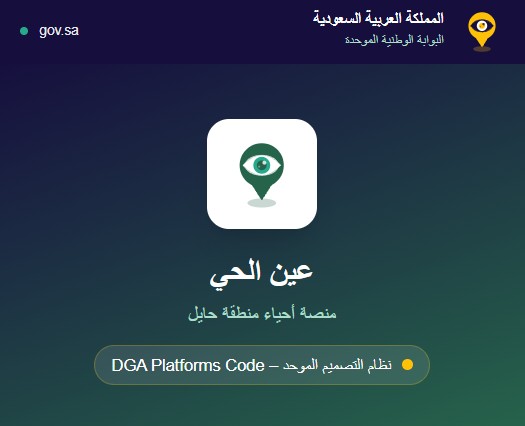 المملكة العربية السعودية
البوابة الوطنية الموحدة
gov.sa
عين الحي
منصة أحياء منطقة حايل
نظام التصميم الموحد – DGA Platforms Code